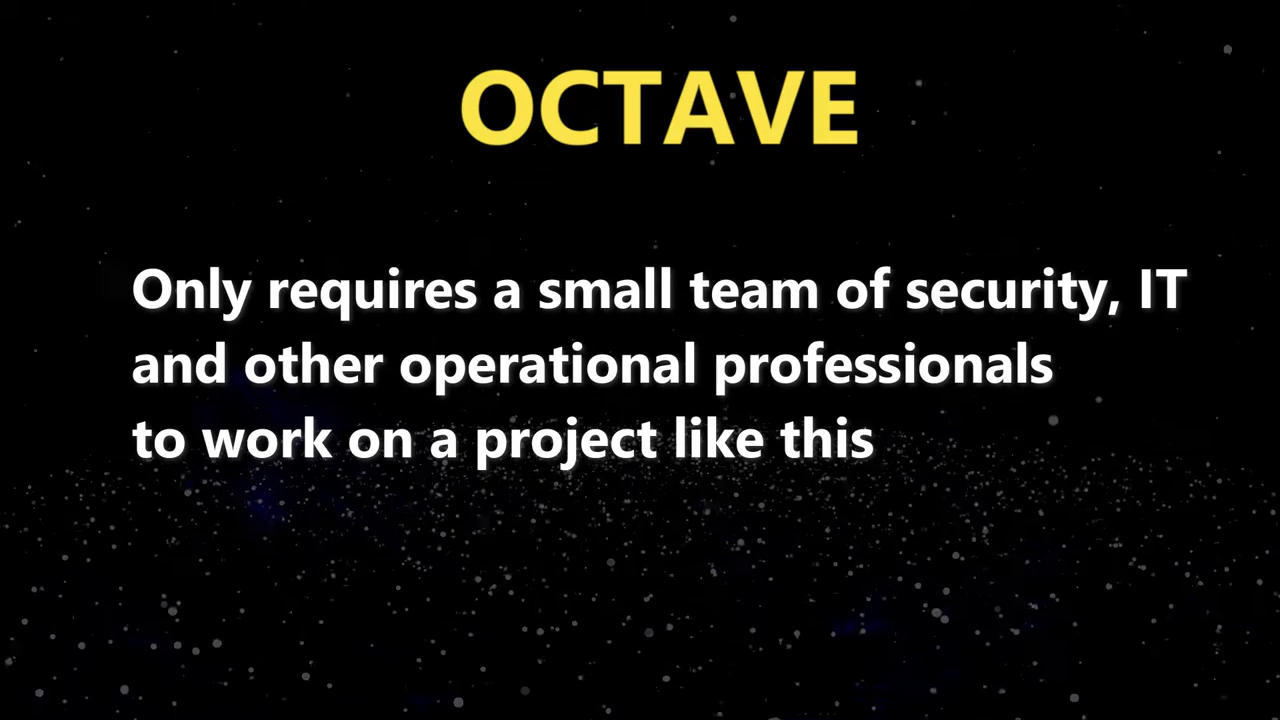 OCTAVE
Only requires a small team of security, IT
and other operational professionals
to work on a project like this